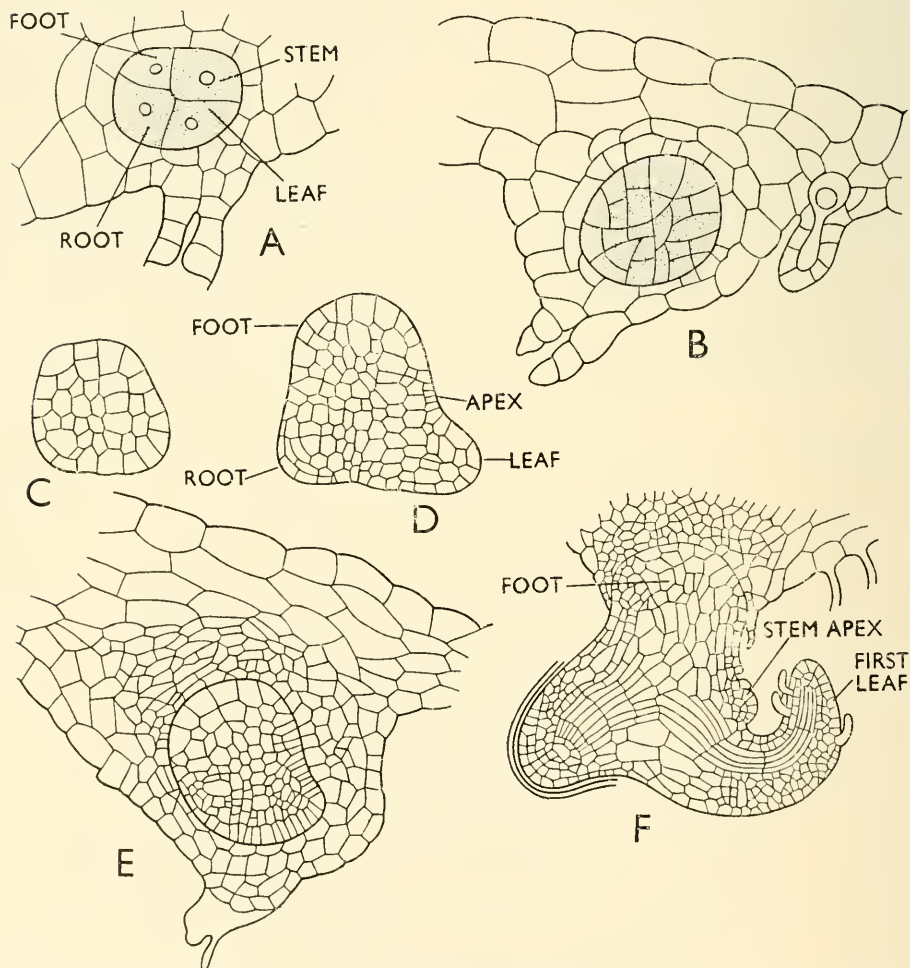 FOOT
STEM
LEAF
ROOT
A
B
FOOT
APEX
LEAF
ROOT
C
D
FOOT
STEM APEX
FIRST
LEAF
E
F